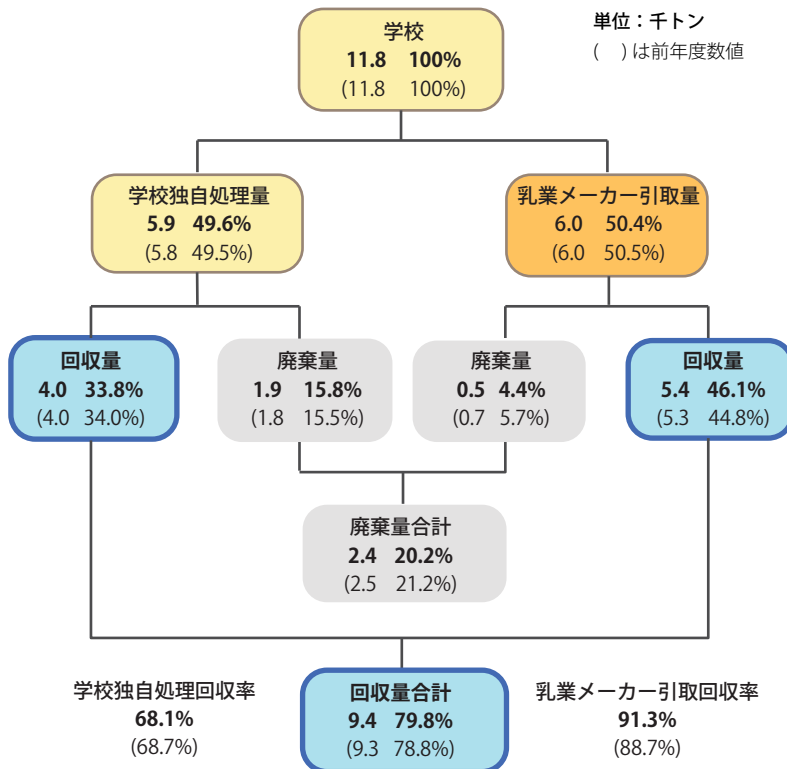 学校
11.8 100%
(11.8 100%)
単位：千トン
( )は前年度数値
学校独自処理量
5.9 49.6%
(5.8 49.5%)
乳業メーカー引取量
6.0 50.4%
(6.0 50.5%)
回収量
4.0 33.8%
(4.0 34.0%)
廃棄量
1.9 15.8%
(1.8 15.5%)
廃棄量
0.5 4.4%
(0.7 5.7%)
回収量
5.4 46.1%
(5.3 44.8%)
廃棄量合計
2.4 20.2%
(2.5 21.2%)
学校独自処理回収率
68.1%
(68.7%)
回収量合計
9.4 79.8%
(9.3 78.8%)
乳業メーカー引取回収率
91.3%
(88.7%)